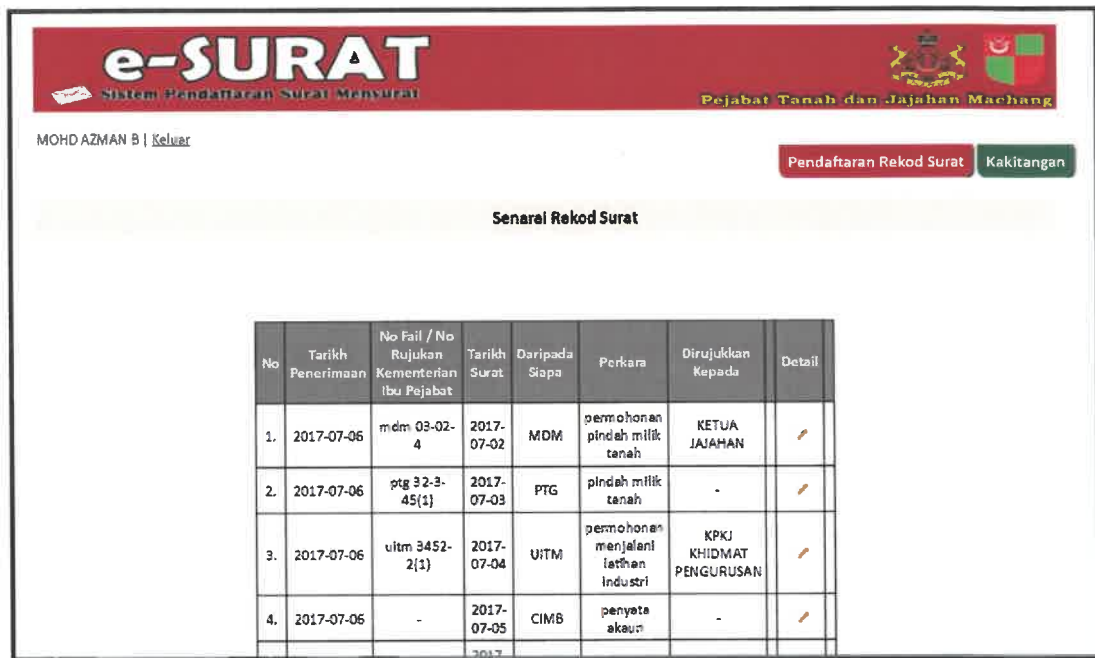 e-SURAT
Sistem Pendaftaran Surat Menyurat
Pejabat Tanah dan Jajahan Machang
MOHD AZMAN B | Keluar
Pendaftaran Rekod Surat Kakitangan
Senarai Rekod Surat
No Tarikh Penerimaan No Fail / No Rujukan Kementerian Ibu Pejabat Tarikh Surat Daripada Siapa Perkara Dirujukkan Kepada Detail
1. 2017-07-06 mdm 03-02-4 2017-07-02 MDM permohonan pindah milik tanah KETUA JAJAHAN
2. 2017-07-06 ptg 32-3-45(1) 2017-07-03 PTG pindah milik tanah -
3. 2017-07-06 uitm 3452-2(1) 2017-07-04 UITM permohonan menjalani latihan industri KPKJ KHIDMAT PENGURUSAN
4. 2017-07-06 - 2017-07-05 CIMB penyata akaun -
2017-